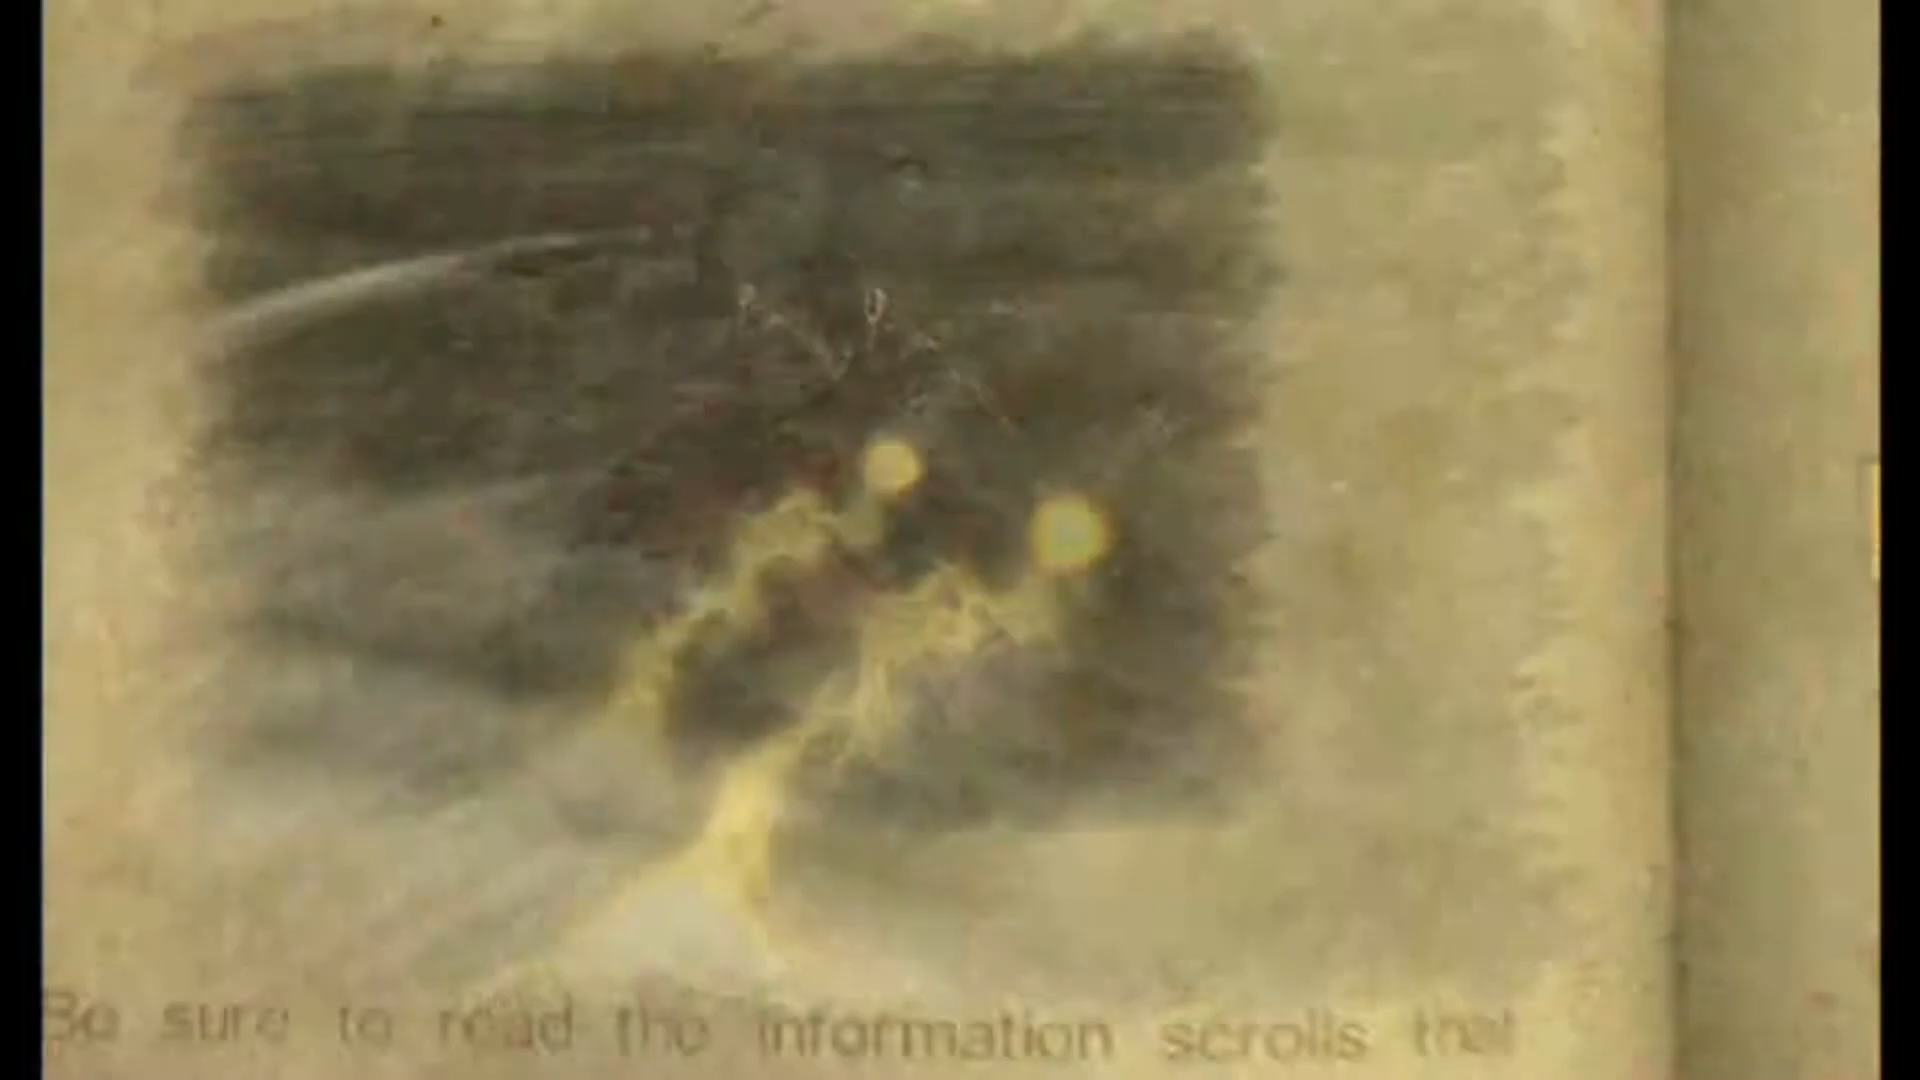 Be sure to read the information scrolls that